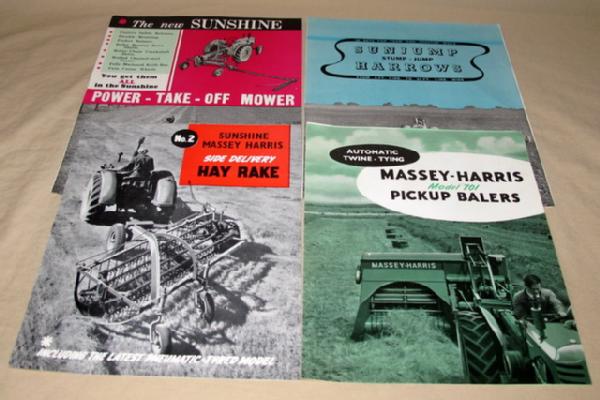 The new SUNSHINE
You get them
ALL
in the Sunshine
POWER - TAKE - OFF MOWER
SUNJUMP
STUMP - JUMP
HARROWS
No. 2
SUNSHINE
MASSEY HARRIS
SIDE DELIVERY
HAY RAKE
INCLUDING THE LATEST PNEUMATIC-TYRED MODEL
AUTOMATIC
TWINE-TYING
MASSEY-HARRIS
Model 701
PICKUP BALERS
MASSEY-HARRIS